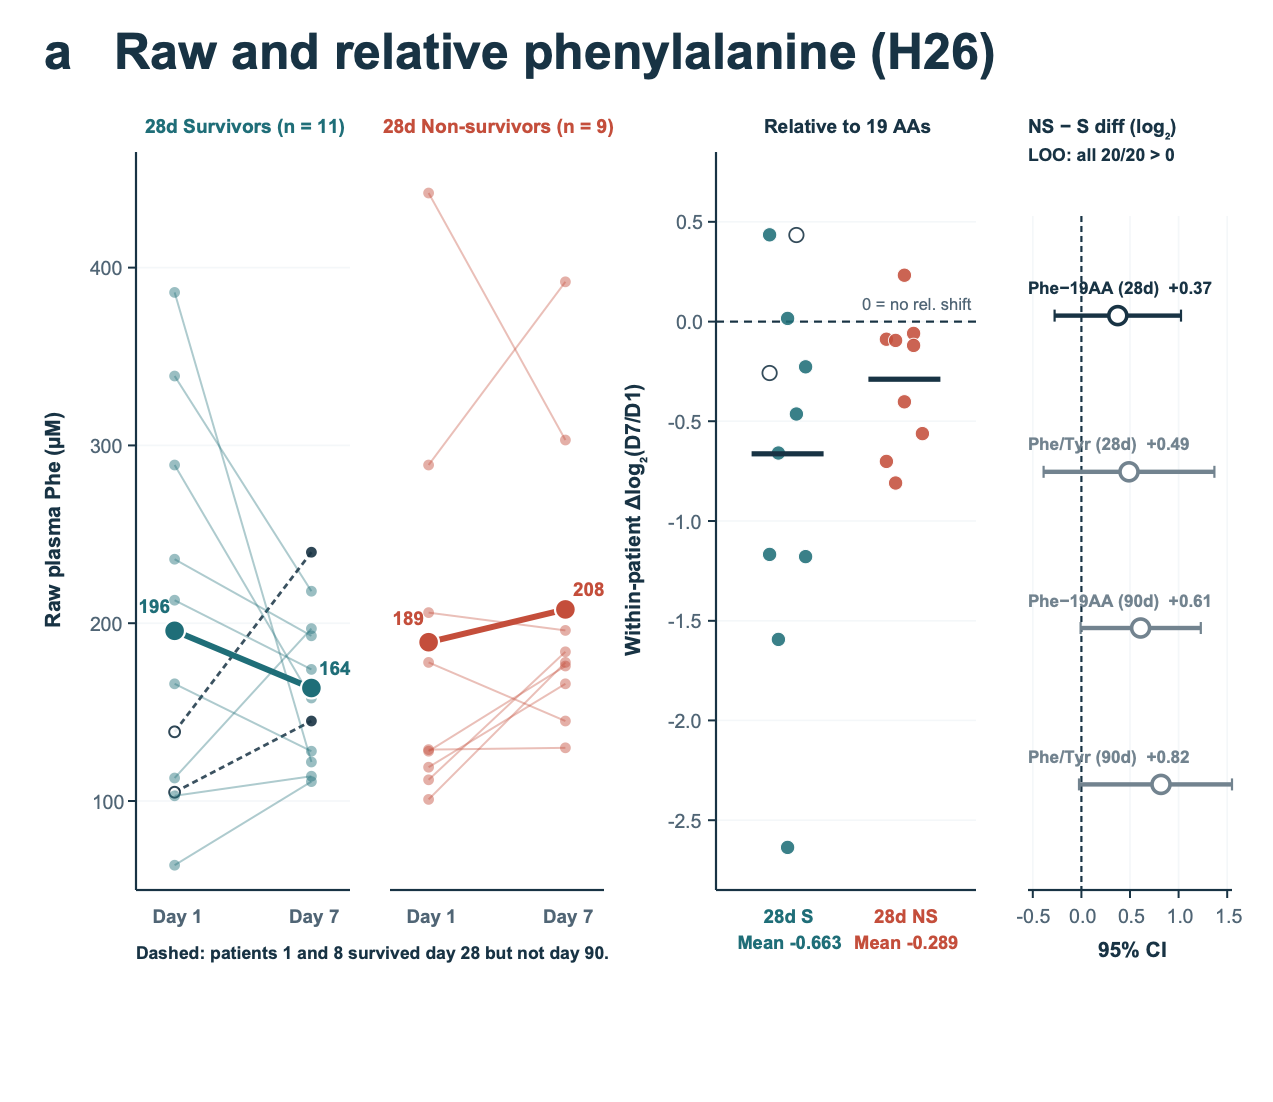 a Raw and relative phenylalanine (H26)
28d Survivors (n = 11)
28d Non-survivors (n = 9)
Relative to 19 AAs
NS − S diff (log2)
LOO: all 20/20 > 0
Raw plasma Phe (µM)
400
300
200
100
196
164
189
208
Day 1
Day 7
Day 1
Day 7
Dashed: patients 1 and 8 survived day 28 but not day 90.
Within-patient Δlog2(D7/D1)
0.5
0.0
-0.5
-1.0
-1.5
-2.0
-2.5
0 = no rel. shift
28d S
Mean -0.663
28d NS
Mean -0.289
Phe−19AA (28d) +0.37
Phe/Tyr (28d) +0.49
Phe−19AA (90d) +0.61
Phe/Tyr (90d) +0.82
-0.5
0.0
0.5
1.0
1.5
95% CI